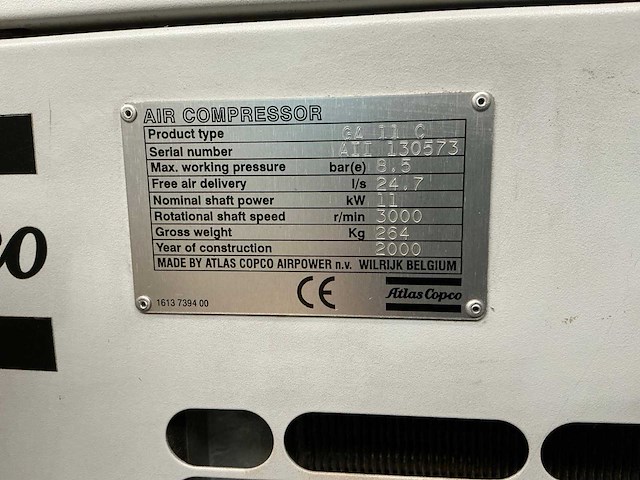 AIR COMPRESSOR
Product type GA 11 C
Serial number AII 130573
Max. working pressure bar(e) 8,5
Free air delivery l/s 24,7
Nominal shaft power kW 11
Rotational shaft speed r/min 3000
Gross weight Kg 264
Year of construction 2000
MADE BY ATLAS COPCO AIRPOWER n.v. WILRIJK BELGIUM
1613 7394 00 CE Atlas Copco